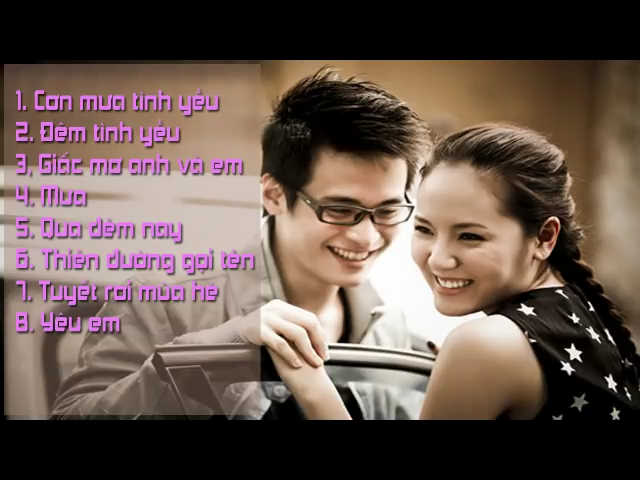 1. Cơn mưa tình yêu
2. Đêm tình yêu
3, Giấc mơ anh và em
4. Mưa
5. Qua đêm nay
6. Thiên đường gọi tên
7. Tuyết rơi mùa hè
8. Yêu em